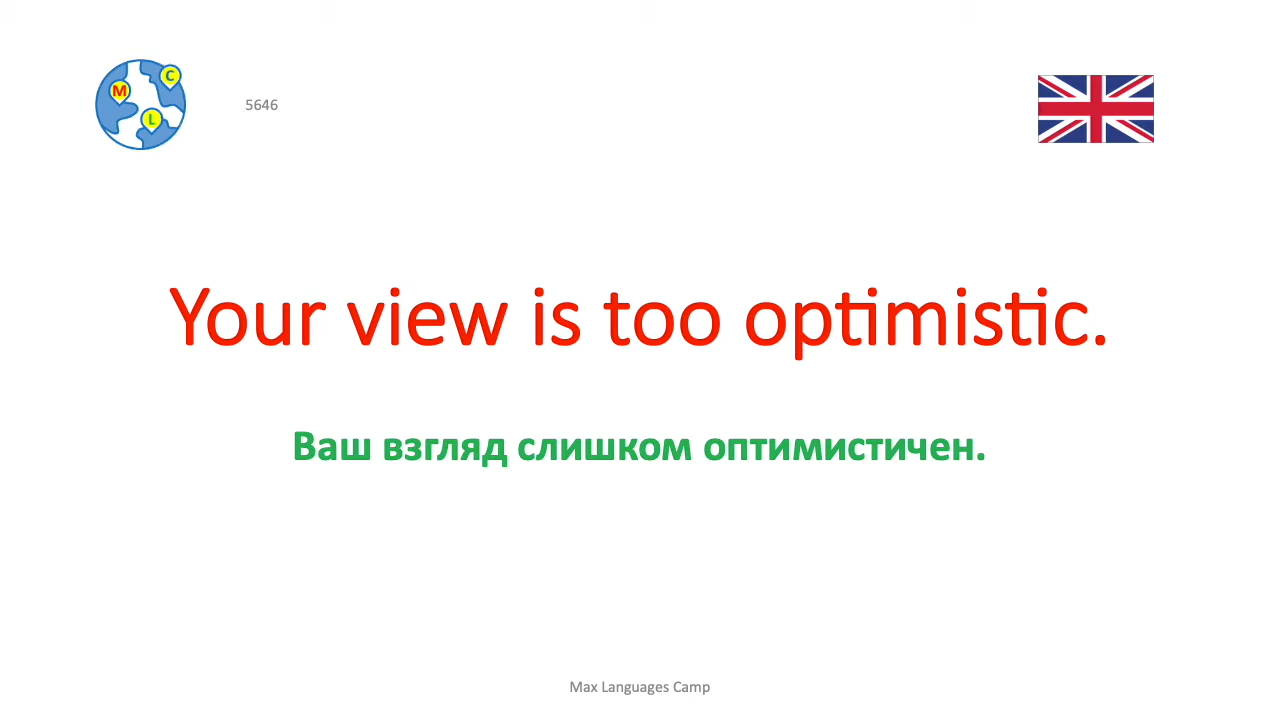 M
C
L
5646
Your view is too optimistic.
Ваш взгляд слишком оптимистичен.
Max Languages Camp